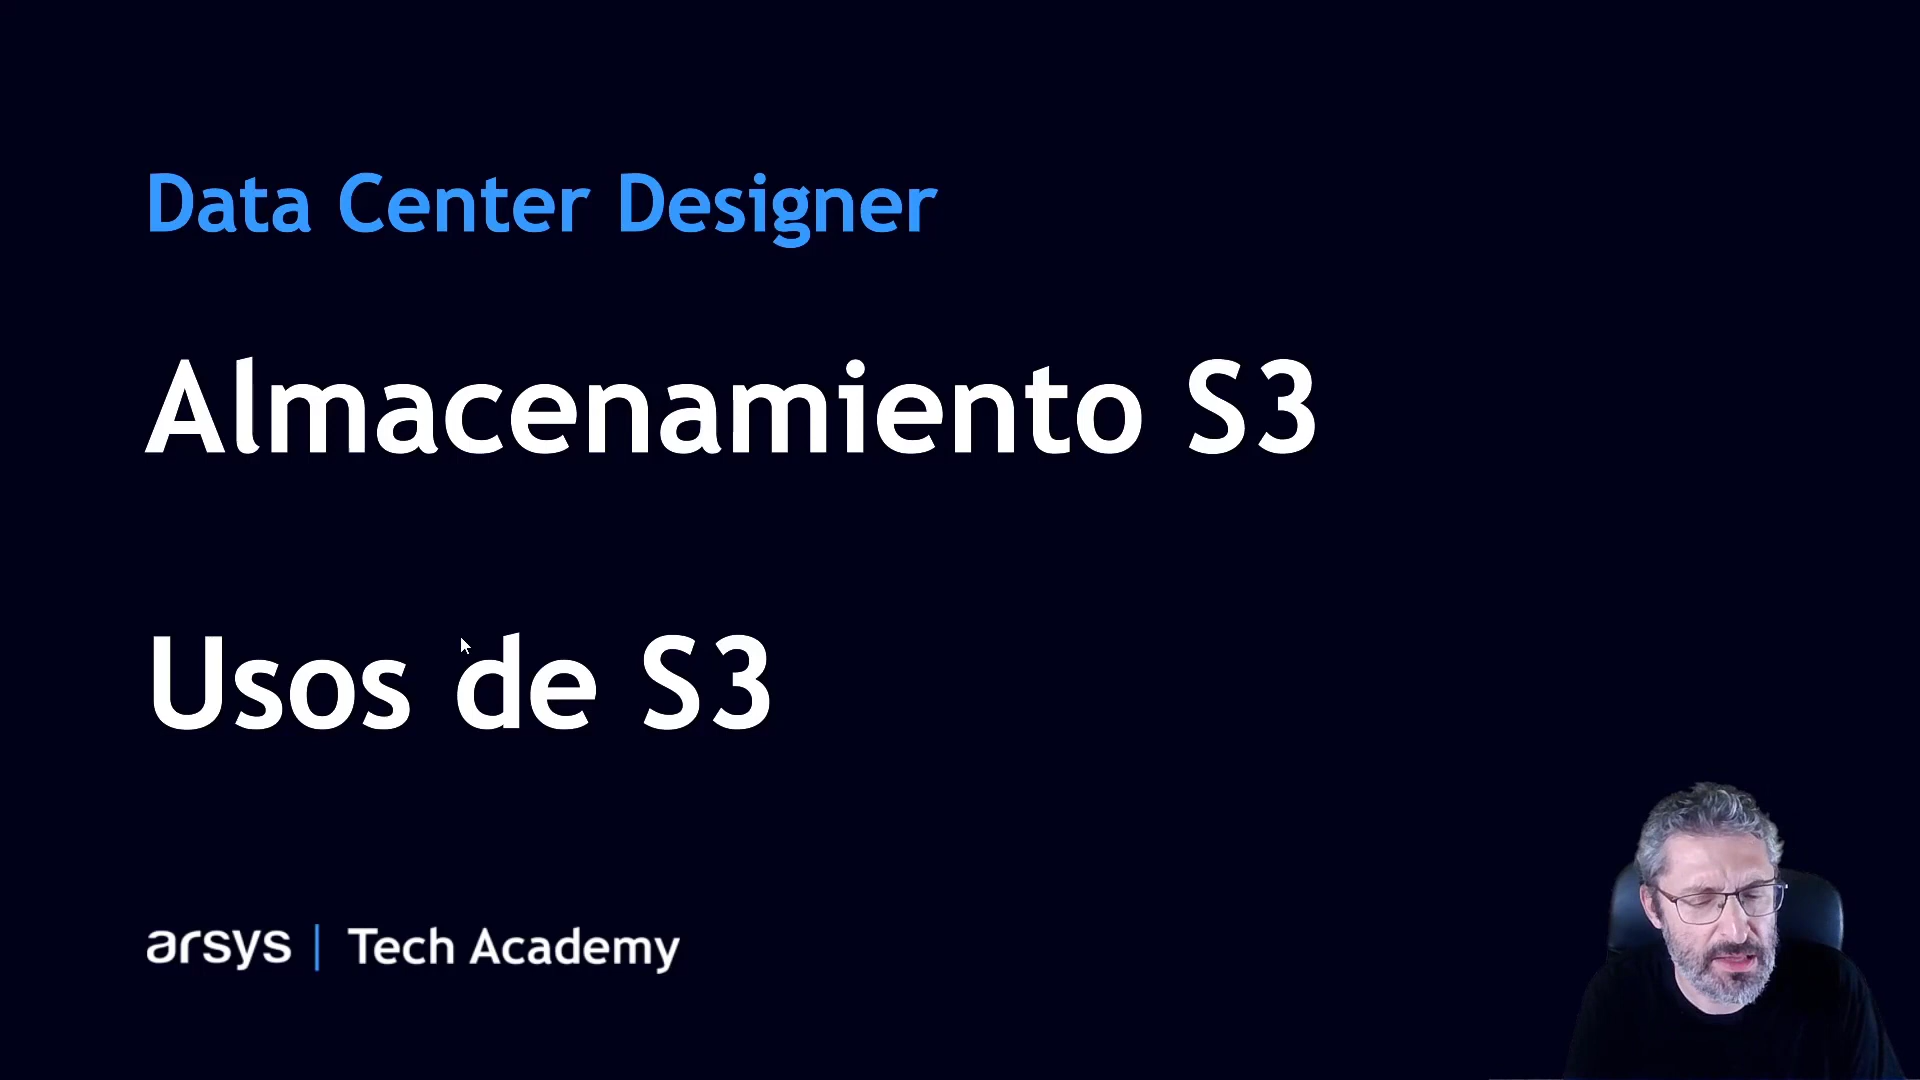 Data Center Designer
Almacenamiento S3
Usos de S3
arsys | Tech Academy